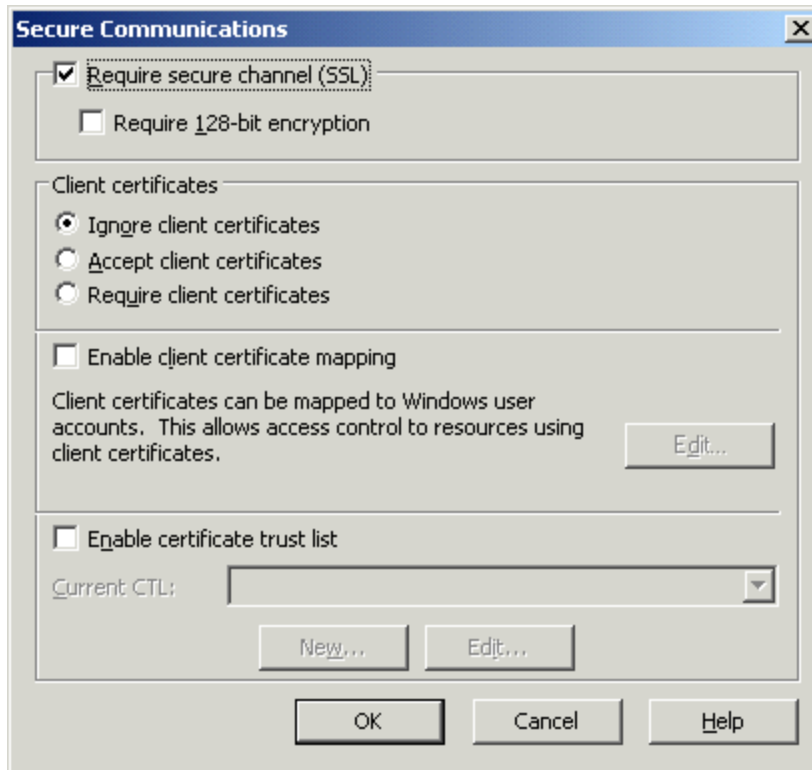 Secure Communications
Require secure channel (SSL)
Require 128-bit encryption
Client certificates
Ignore client certificates
Accept client certificates
Require client certificates
Enable client certificate mapping
Client certificates can be mapped to Windows user
accounts.  This allows access control to resources using
client certificates.
Edit...
Enable certificate trust list
Current CTL:
New... Edit...
OK Cancel Help